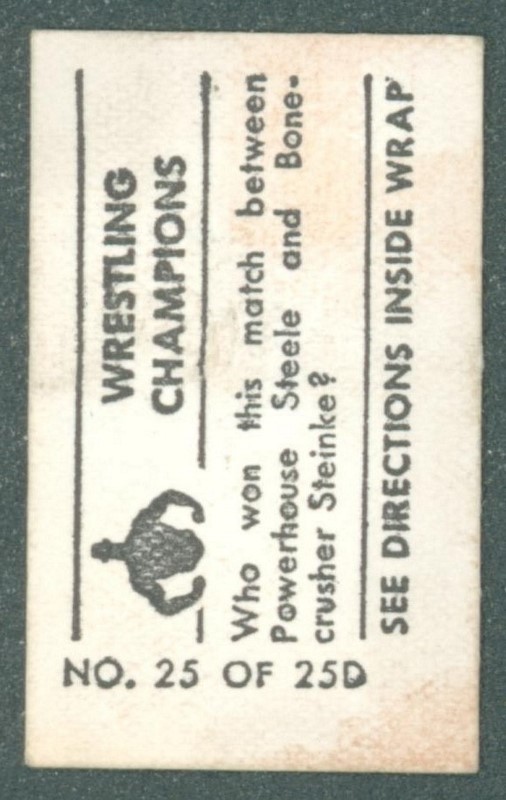 WRESTLING
CHAMPIONS
Who won this match between
Powerhouse Steele and Bone-
crusher Steinke?
SEE DIRECTIONS INSIDE WRAP
NO. 25 OF 25D